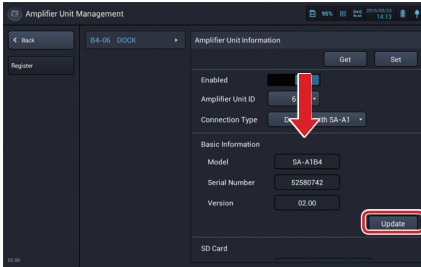 Amplifier Unit Management
95%
2015/08/23
14:13
Back
B4-06 DOCK
Amplifier Unit Information
Register
Get
Set
Enabled
Amplifier Unit ID
6
Connection Type
with SA-A1
Basic Information
Model
SA-A1B4
Serial Number
52580742
Version
02.00
Update
SD Card